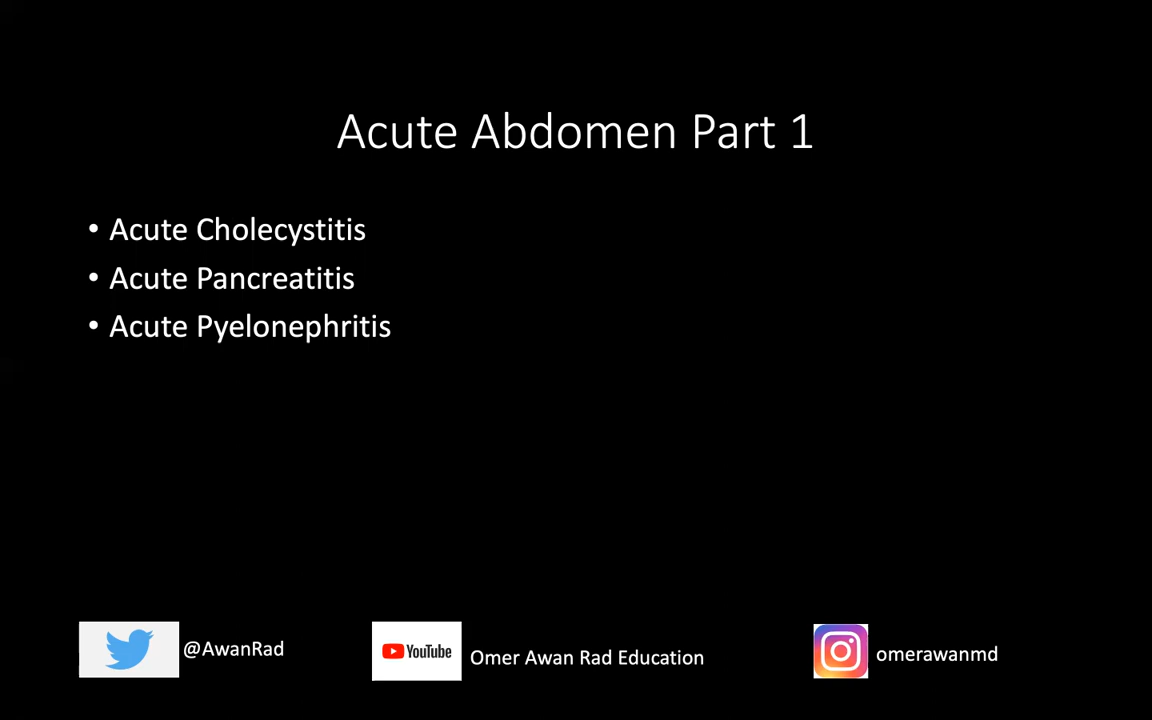 Acute Abdomen Part 1
• Acute Cholecystitis
• Acute Pancreatitis
• Acute Pyelonephritis
@AwanRad
YouTube
Omer Awan Rad Education
omerawanmd